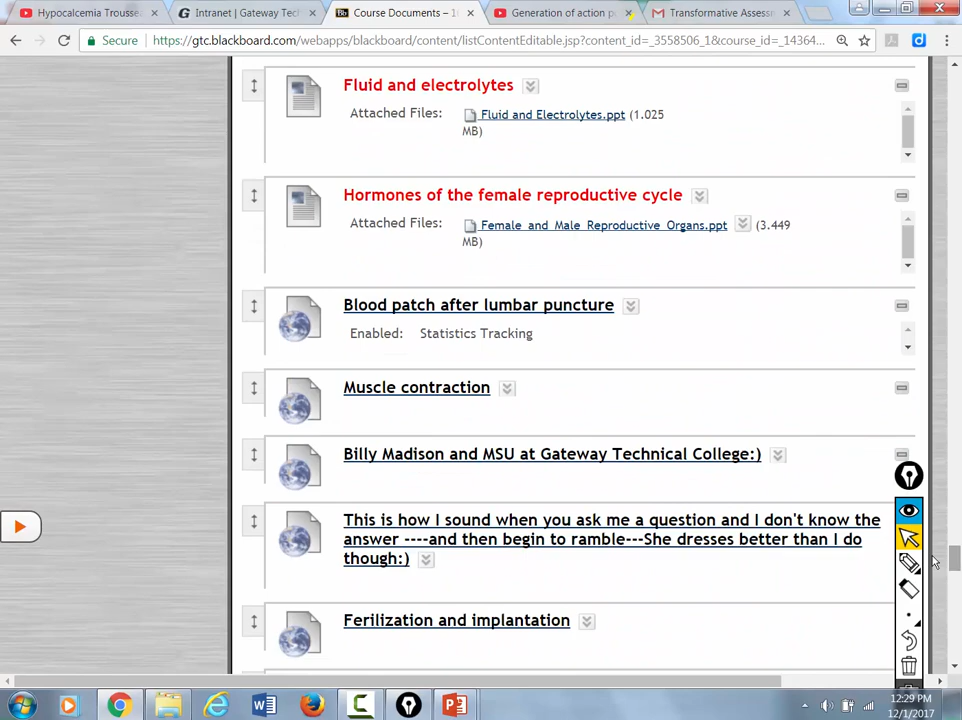 Hypocalcemia Trousse
Intranet | Gateway Tec
Course Documents – 1
Generation of action p
Transformative Assess
Secure
https://gtc.blackboard.com/webapps/blackboard/content/listContentEditable.jsp?content_id=_3558506_1&course_id=_14364...
Fluid and electrolytes
Attached Files: Fluid and Electrolytes.ppt (1.025
MB)
Hormones of the female reproductive cycle
Attached Files: Female and Male Reproductive Organs.ppt (3.449
MB)
Blood patch after lumbar puncture
Enabled: Statistics Tracking
Muscle contraction
Billy Madison and MSU at Gateway Technical College:)
This is how I sound when you ask me a question and I don't know the
answer ----and then begin to ramble---She dresses better than I do
though:)
Ferilization and implantation
12:29 PM
12/1/2017